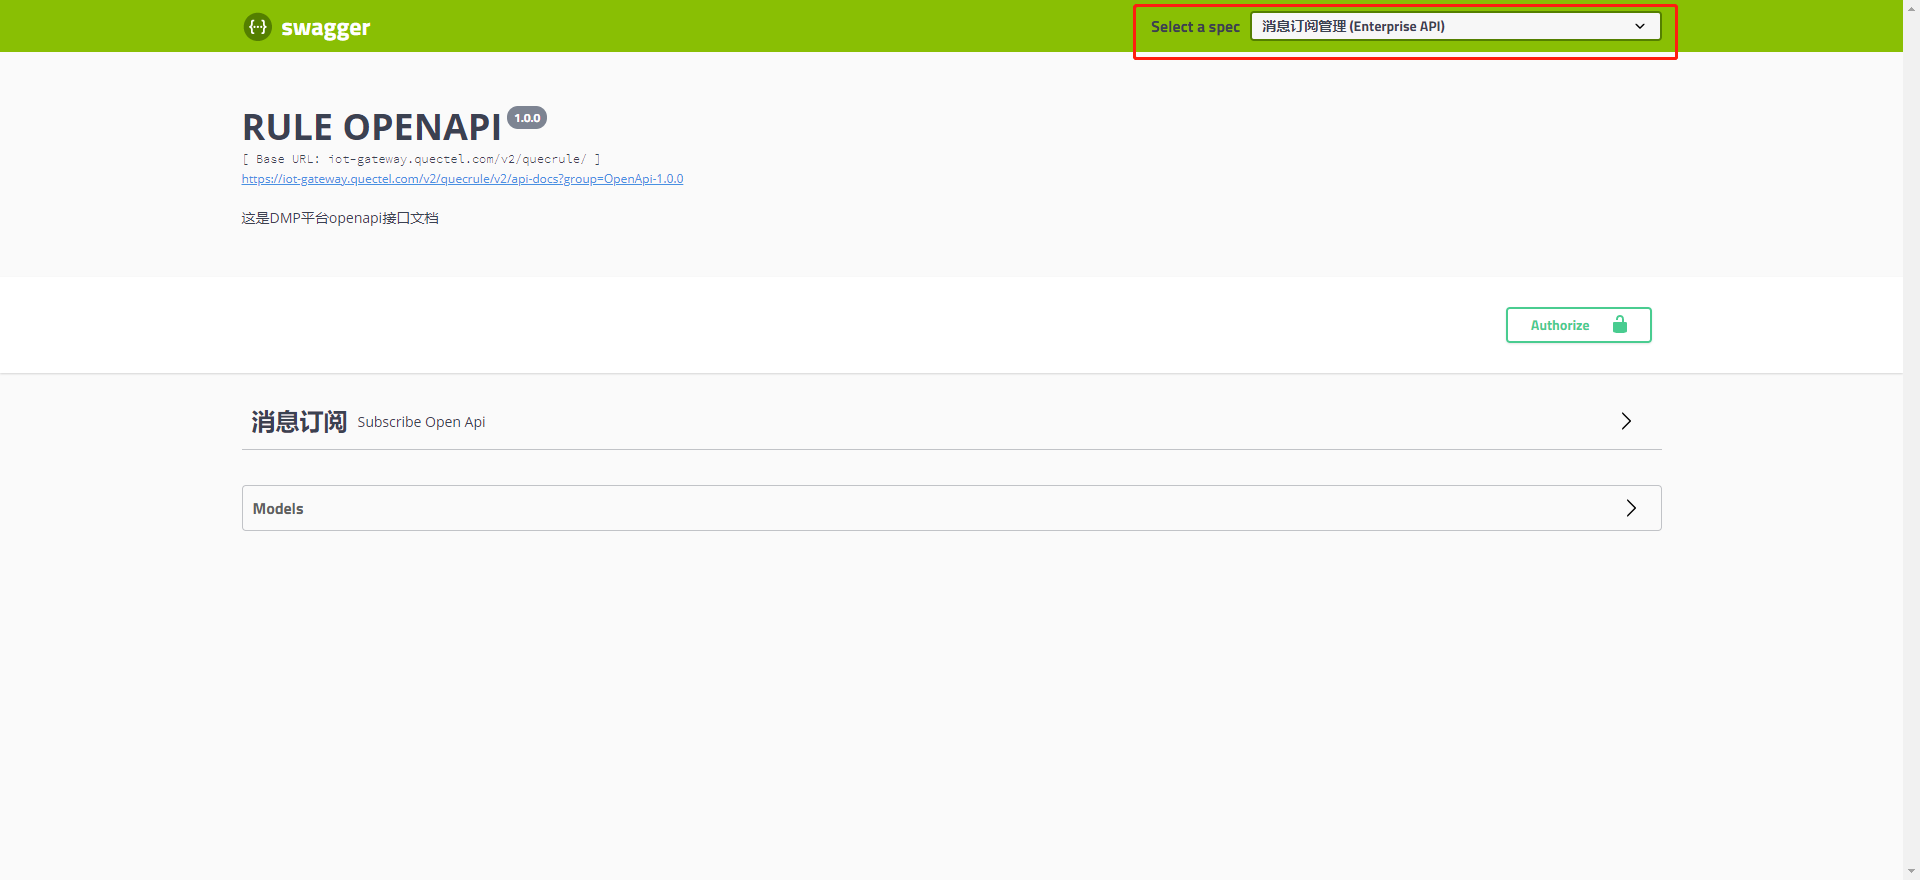 {···} swagger
Select a spec 消息订阅管理 (Enterprise API)
RULE OPENAPI 1.0.0
[ Base URL: iot-gateway.quectel.com/v2/quecrule/ ]
https://iot-gateway.quectel.com/v2/quecrule/v2/api-docs?group=OpenApi-1.0.0
这是DMP平台openapi接口文档
Authorize
消息订阅 Subscribe Open Api
Models